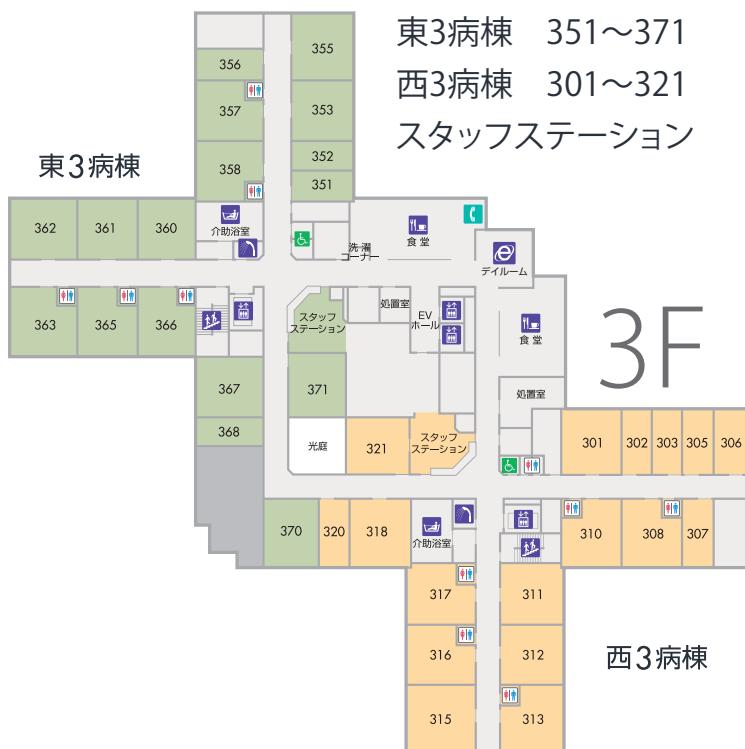 東3病棟 351～371
西3病棟 301～321
スタッフステーション
東3病棟
355
356
357
353
358
352
351
362
361
360
介助浴室
洗濯
コーナー
食堂
デイルーム
363
365
366
スタッフ
ステーション
処置室
EV
ホール
食堂
3F
367
371
処置室
368
光庭
321
スタッフ
ステーション
301
302
303
305
306
370
320
318
介助浴室
310
308
307
317
311
316
312
西3病棟
315
313